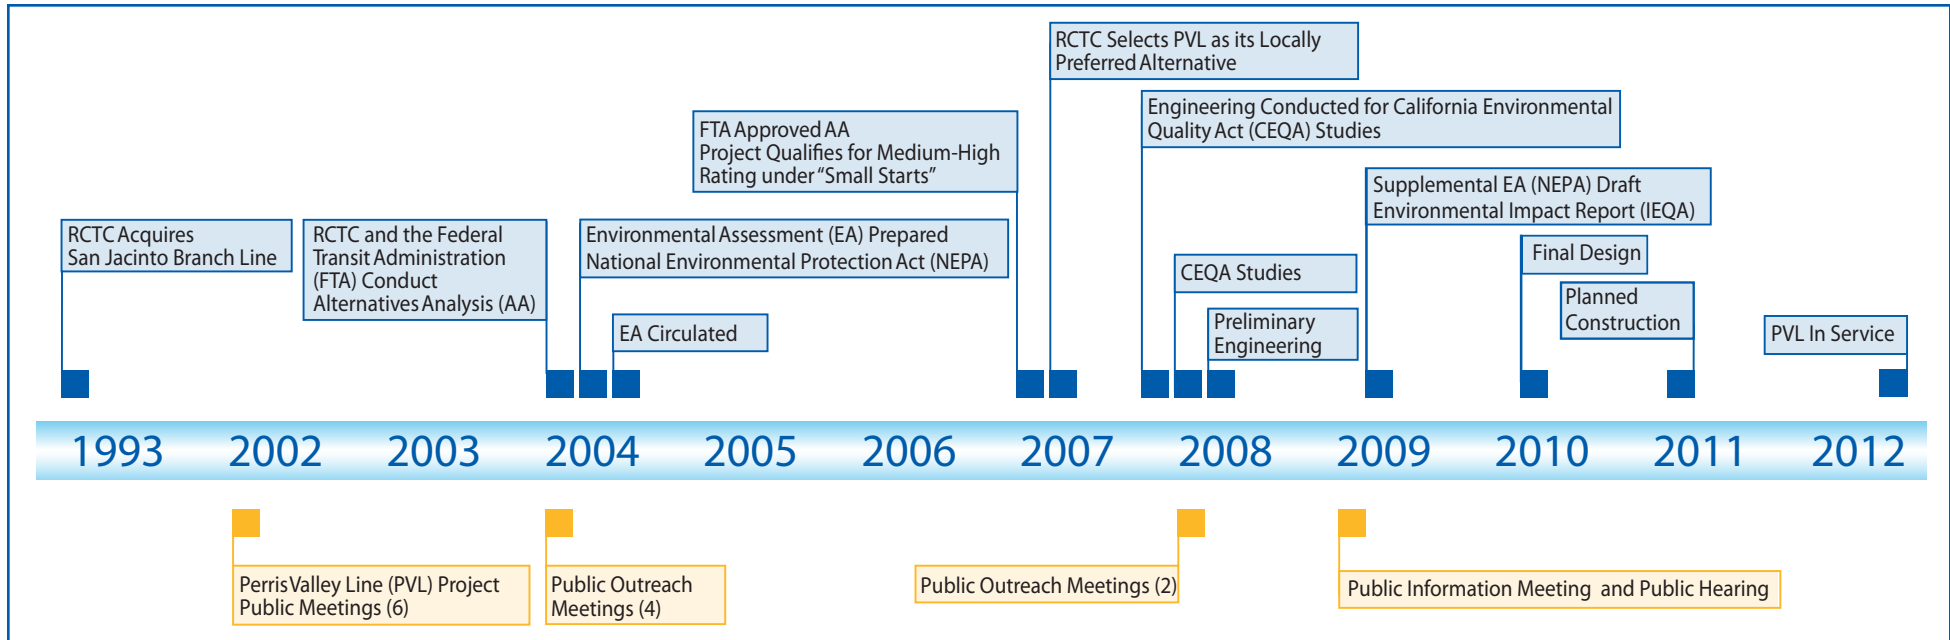 RCTC Selects PVL as its Locally
Preferred Alternative
Engineering Conducted for California Environmental
Quality Act (CEQA) Studies
FTA Approved AA
Project Qualifies for Medium-High
Rating under “Small Starts”
Supplemental EA (NEPA) Draft
Environmental Impact Report (IEQA)
RCTC Acquires
San Jacinto Branch Line
RCTC and the Federal
Transit Administration
(FTA) Conduct
Alternatives Analysis (AA)
Environmental Assessment (EA) Prepared
National Environmental Protection Act (NEPA)
EA Circulated
CEQA Studies
Preliminary
Engineering
Final Design
Planned
Construction
PVL In Service
1993 2002 2003 2004 2005 2006 2007 2008 2009 2010 2011 2012
Perris Valley Line (PVL) Project
Public Meetings (6)
Public Outreach
Meetings (4)
Public Outreach Meetings (2)
Public Information Meeting and Public Hearing